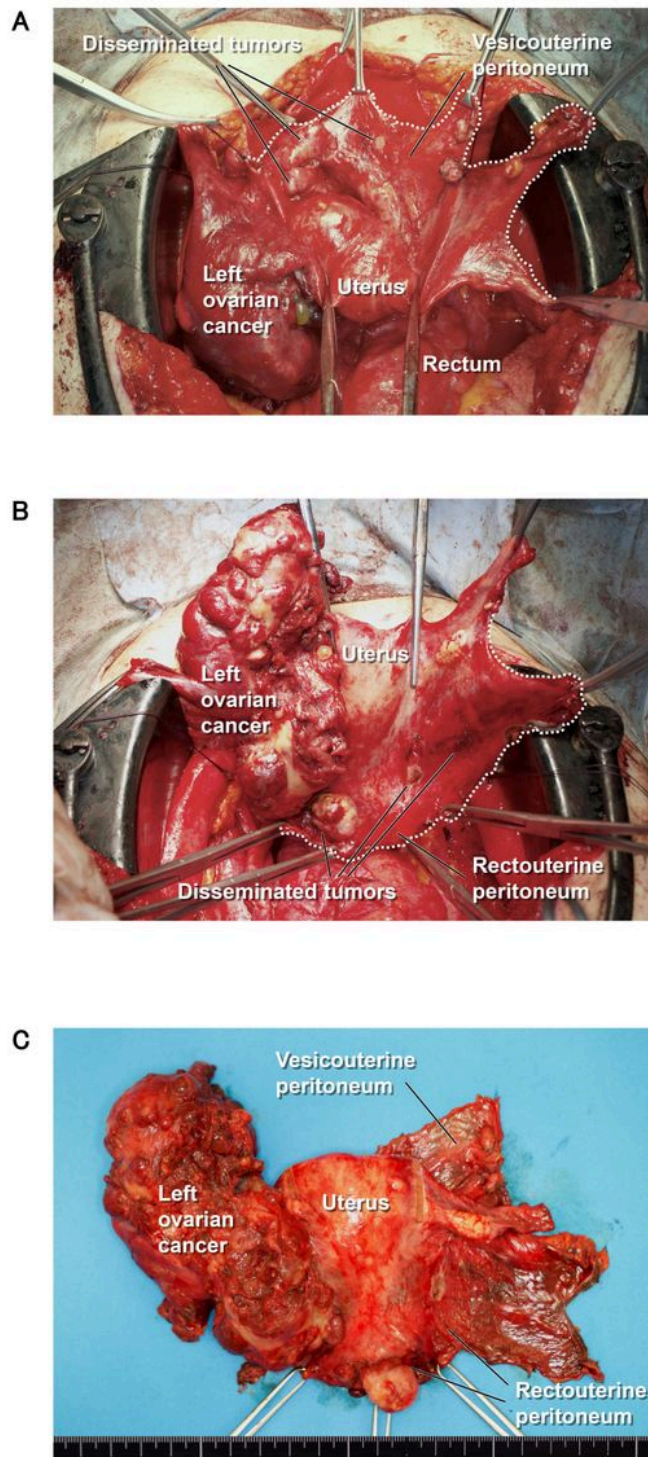 A
Disseminated tumors
Vesicouterine
peritoneum
Left
ovarian
cancer
Uterus
Rectum
B
Uterus
Left
ovarian
cancer
Disseminated tumors
Rectouterine
peritoneum
C
Vesicouterine
peritoneum
Left
ovarian
cancer
Uterus
Rectouterine
peritoneum